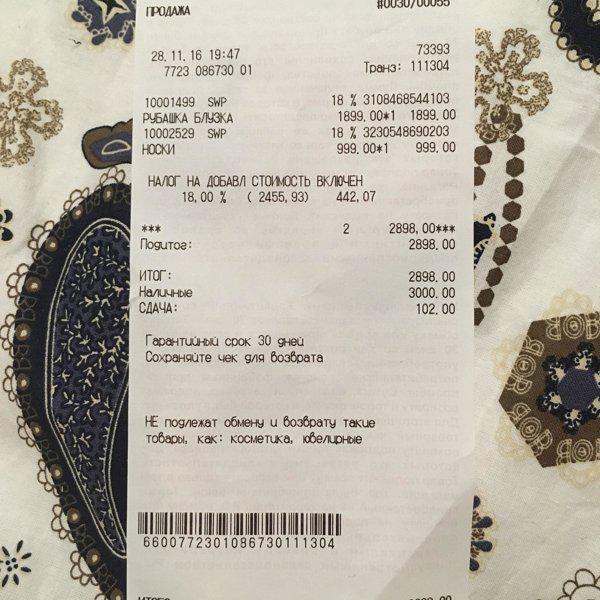 ПРОДАЖА #0030/00055
28.11.16 19:47 73393
7723 086730 01 Транз: 111304
10001499 SWP 18 % 3108468544103
РУБАШКА БЛУЗКА 1899.00*1 1899.00
10002529 SWP 18 % 3230548690203
НОСКИ 999.00*1 999.00
НАЛОГ НА ДОБАВЛ СТОИМОСТЬ ВКЛЮЧЕН
18,00 % ( 2455,93) 442,07
*** 2 2898,00***
Подитог: 2898.00
ИТОГ: 2898.00
Наличные 3000.00
СДАЧА: 102.00
Гарантийный срок 30 дней
Сохраняйте чек для возврата
НЕ подлежат обмену и возврату такие
товары, как: косметика, ювелирные
6600772301086730111304